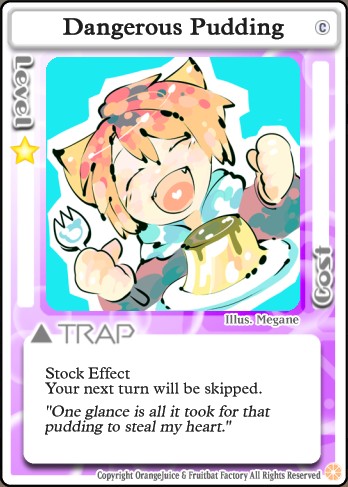 Dangerous Pudding
C
Level
Cost
Illus. Megane
TRAP
Stock Effect
Your next turn will be skipped.
"One glance is all it took for that
pudding to steal my heart."
Copyright Orangejuice & Fruitbat Factory All Rights Reserved